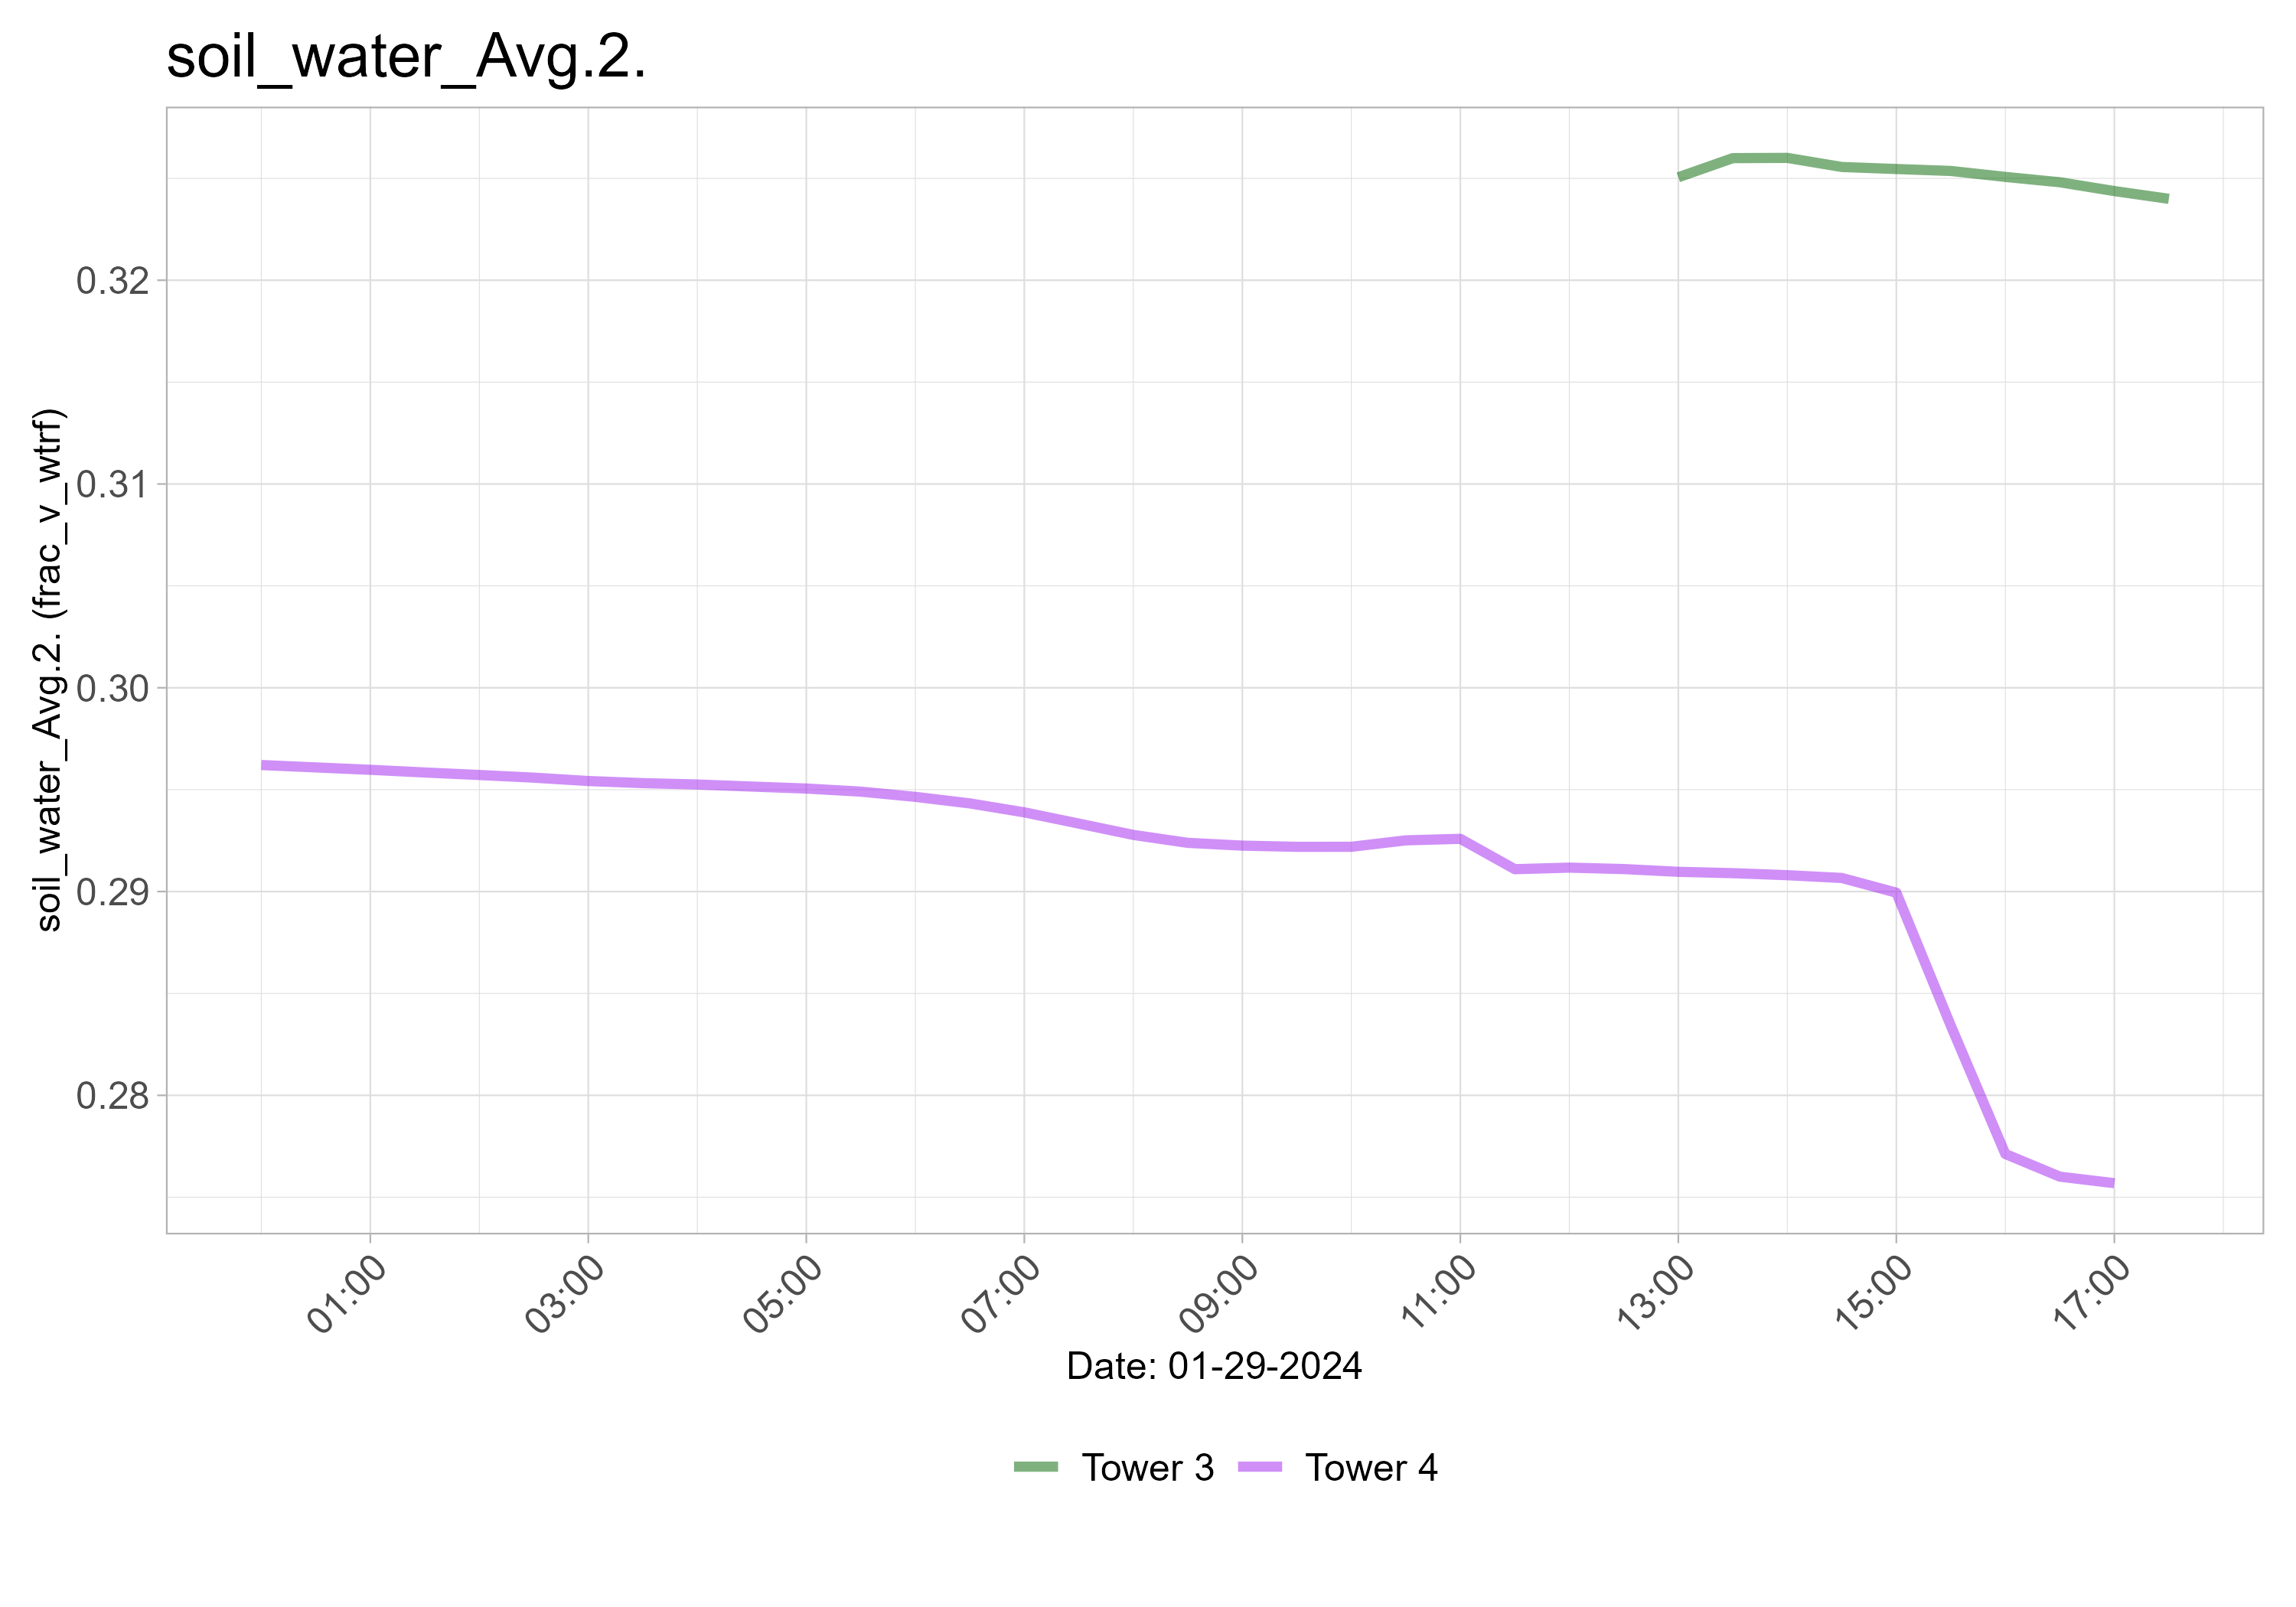 soil_water_Avg.2.
soil_water_Avg.2. (frac_v_wtrf)
0.32
0.31
0.30
0.29
0.28
01:00
03:00
05:00
07:00
09:00
11:00
13:00
15:00
17:00
Date: 01-29-2024
Tower 3
Tower 4